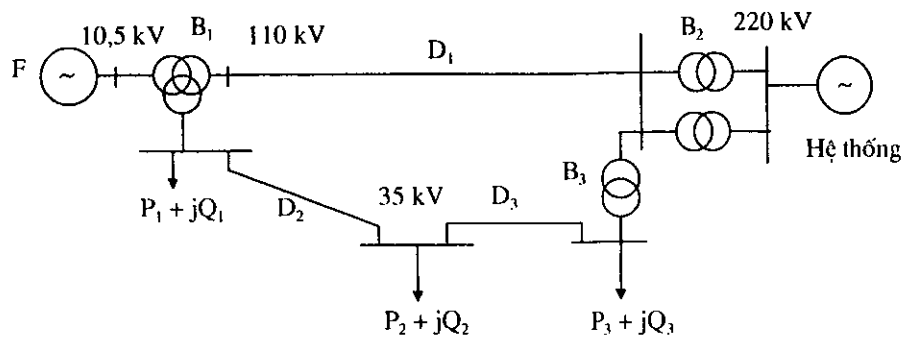 10,5 kV
B₁
110 kV
D₁
B₂
220 kV
F
~
~
Hệ thống
B₃
P₁ + jQ₁
D₂
35 kV
D₃
P₂ + jQ₂
P₃ + jQ₃